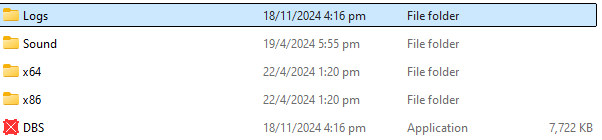 Logs 18/11/2024 4:16 pm File folder
Sound 19/4/2024 5:55 pm File folder
x64 22/4/2024 1:20 pm File folder
x86 22/4/2024 1:20 pm File folder
DBS 18/11/2024 4:16 pm Application 7,722 KB